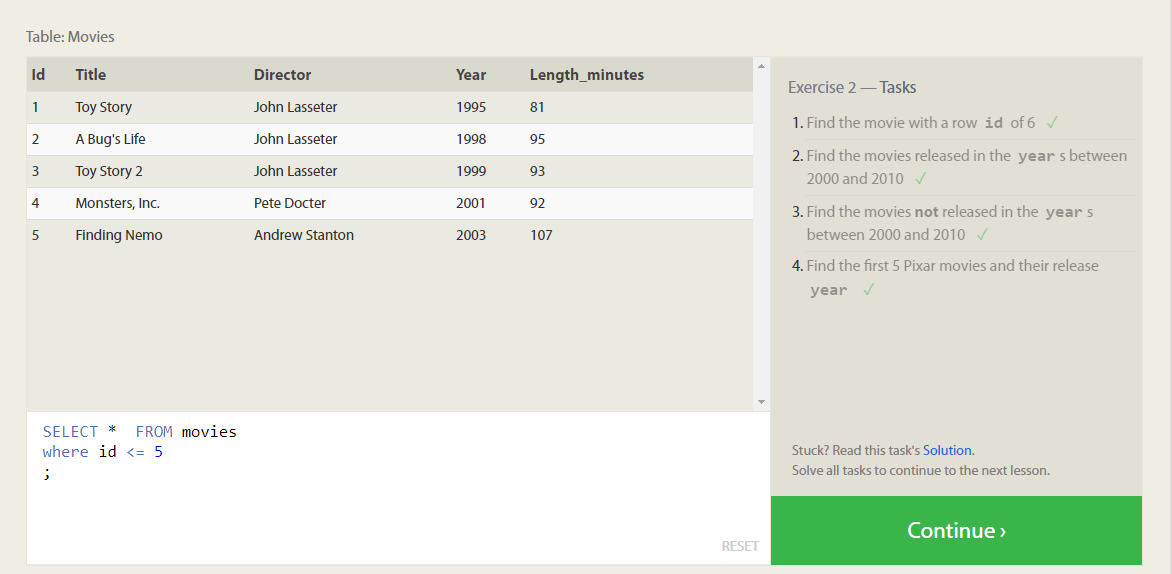 Table: Movies
Id Title Director Year Length_minutes
1 Toy Story John Lasseter 1995 81
2 A Bug's Life John Lasseter 1998 95
3 Toy Story 2 John Lasseter 1999 93
4 Monsters, Inc. Pete Docter 2001 92
5 Finding Nemo Andrew Stanton 2003 107
SELECT *  FROM movies
where id <= 5
;
RESET
Exercise 2 — Tasks
1. Find the movie with a row id of 6 ✓
2. Find the movies released in the year s between
2000 and 2010 ✓
3. Find the movies not released in the year s
between 2000 and 2010 ✓
4. Find the first 5 Pixar movies and their release
year ✓
Stuck? Read this task's Solution.
Solve all tasks to continue to the next lesson.
Continue ›